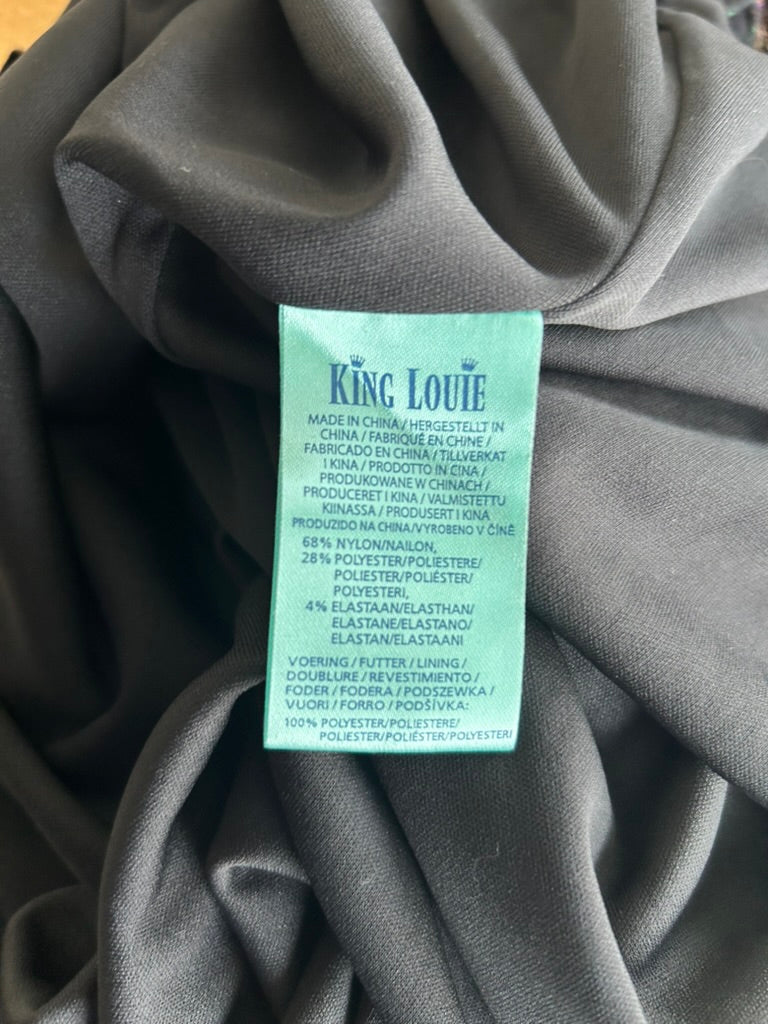 KING LOUIE
MADE IN CHINA / HERGESTELLT IN
CHINA / FABRIQUÉ EN CHINE /
FABRICADO EN CHINA / TILLVERKAT
I KINA / PRODOTTO IN CINA /
PRODUKOWANE W CHINACH /
PRODUCERET I KINA / VALMISTETTU
KIINASSA / PRODUSERT I KINA
PRODUZIDO NA CHINA/VYROBENO V ČÍNĚ
68% NYLON/NAILON,
28% POLYESTER/POLIESTERE/
POLIESTER/POLIÉSTER/
POLYESTERI,
4% ELASTAAN/ELASTHAN/
ELASTANE/ELASTANO/
ELASTAN/ELASTAANI
VOERING / FUTTER / LINING /
DOUBLURE / REVESTIMIENTO /
FODER / FODERA / PODSZEWKA /
VUORI / FORRO / PODŠÍVKA:
100% POLYESTER/POLIESTERE/
POLIESTER/POLIÉSTER/POLYESTERI